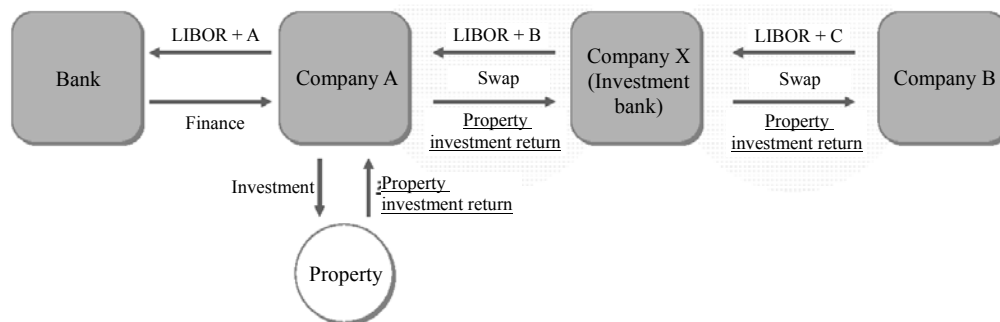 Bank
LIBOR + A
Finance
Company A
LIBOR + B
Swap
Property
investment return
Company X
(Investment
bank)
LIBOR + C
Swap
Property
investment return
Company B
Investment
Property
investment return
Property